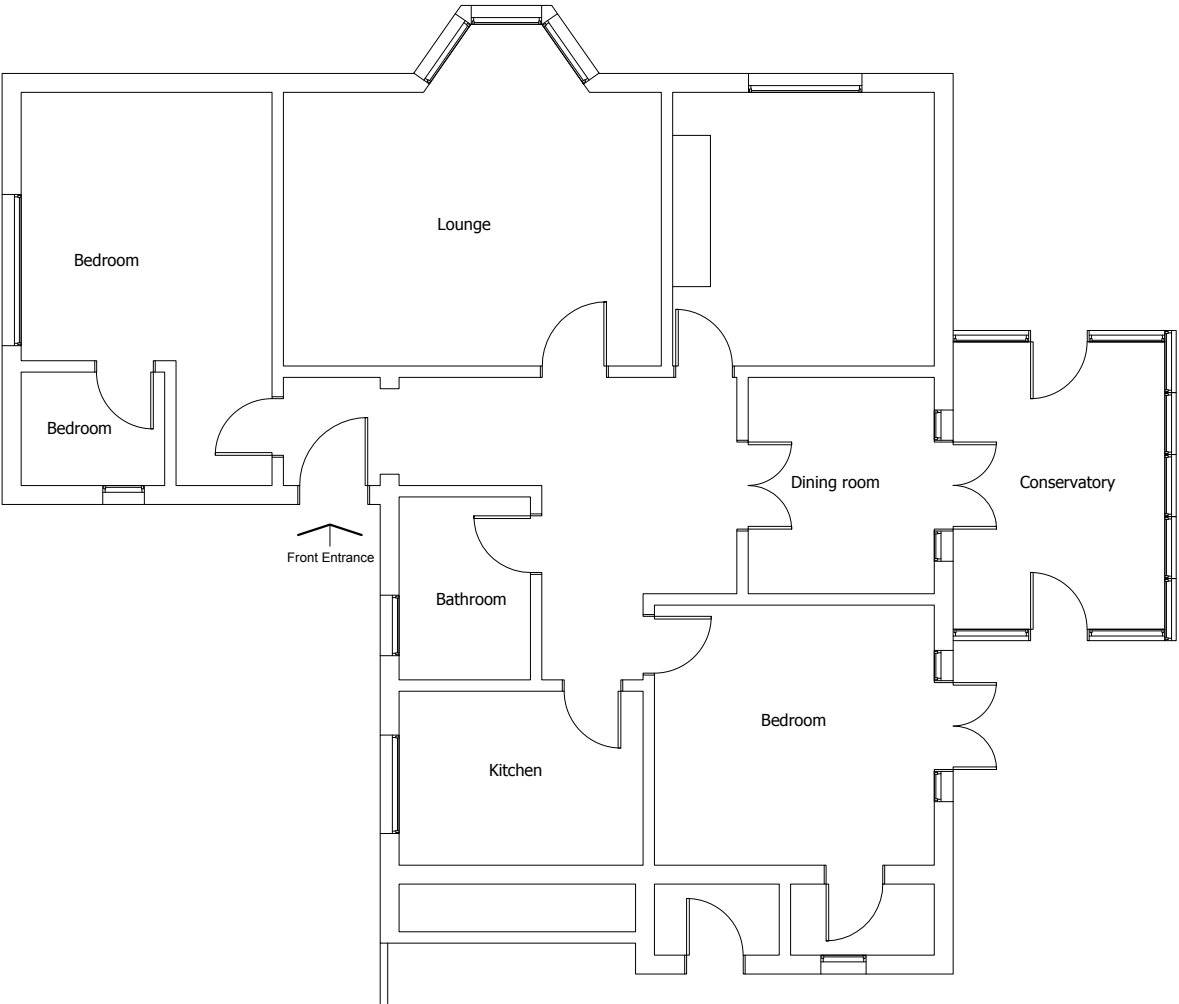 Lounge
Bedroom
Bedroom
Dining room
Conservatory
Front Entrance
Bathroom
Bedroom
Kitchen